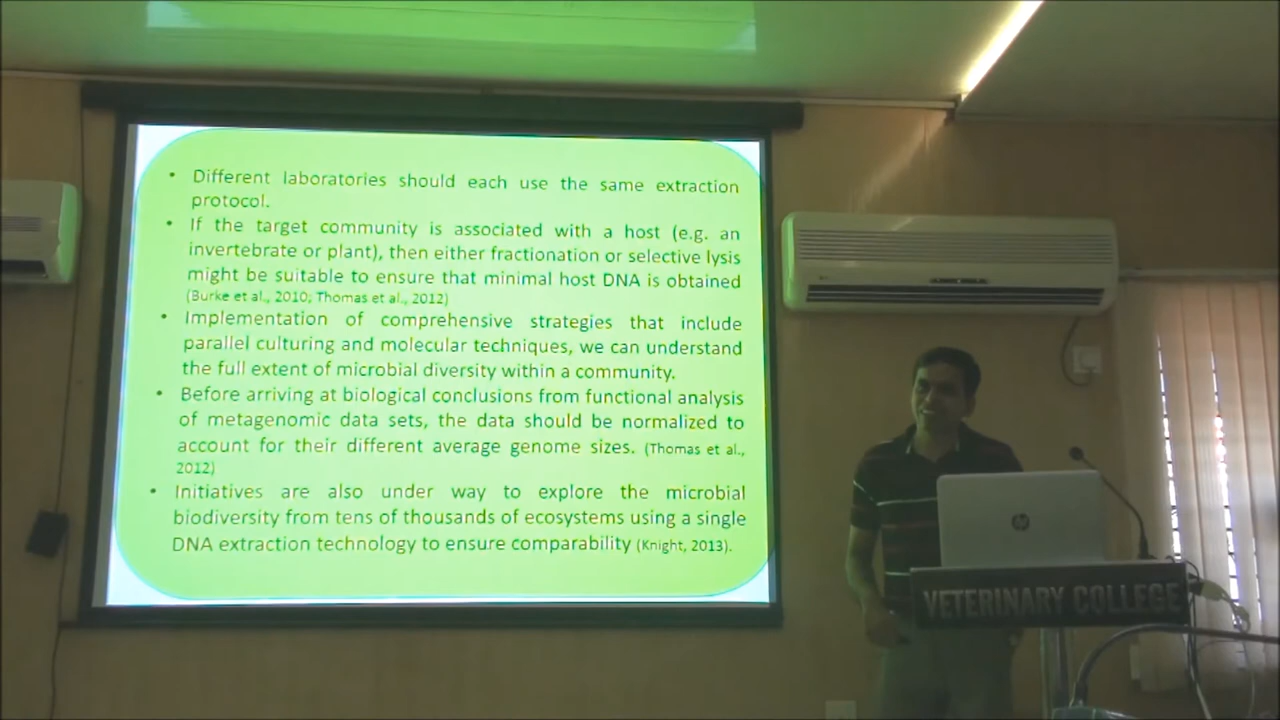 • Different laboratories should each use the same extraction
protocol.
• If the target community is associated with a host (e.g. an
invertebrate or plant), then either fractionation or selective lysis
might be suitable to ensure that minimal host DNA is obtained
(Burke et al., 2010; Thomas et al., 2012)
• Implementation of comprehensive strategies that include
parallel culturing and molecular techniques, we can understand
the full extent of microbial diversity within a community.
• Before arriving at biological conclusions from functional analysis
of metagenomic data sets, the data should be normalized to
account for their different average genome sizes. (Thomas et al.,
2012)
• Initiatives are also under way to explore the microbial
biodiversity from tens of thousands of ecosystems using a single
DNA extraction technology to ensure comparability (Knight, 2013).
hp
VETERINARY COLLEGE